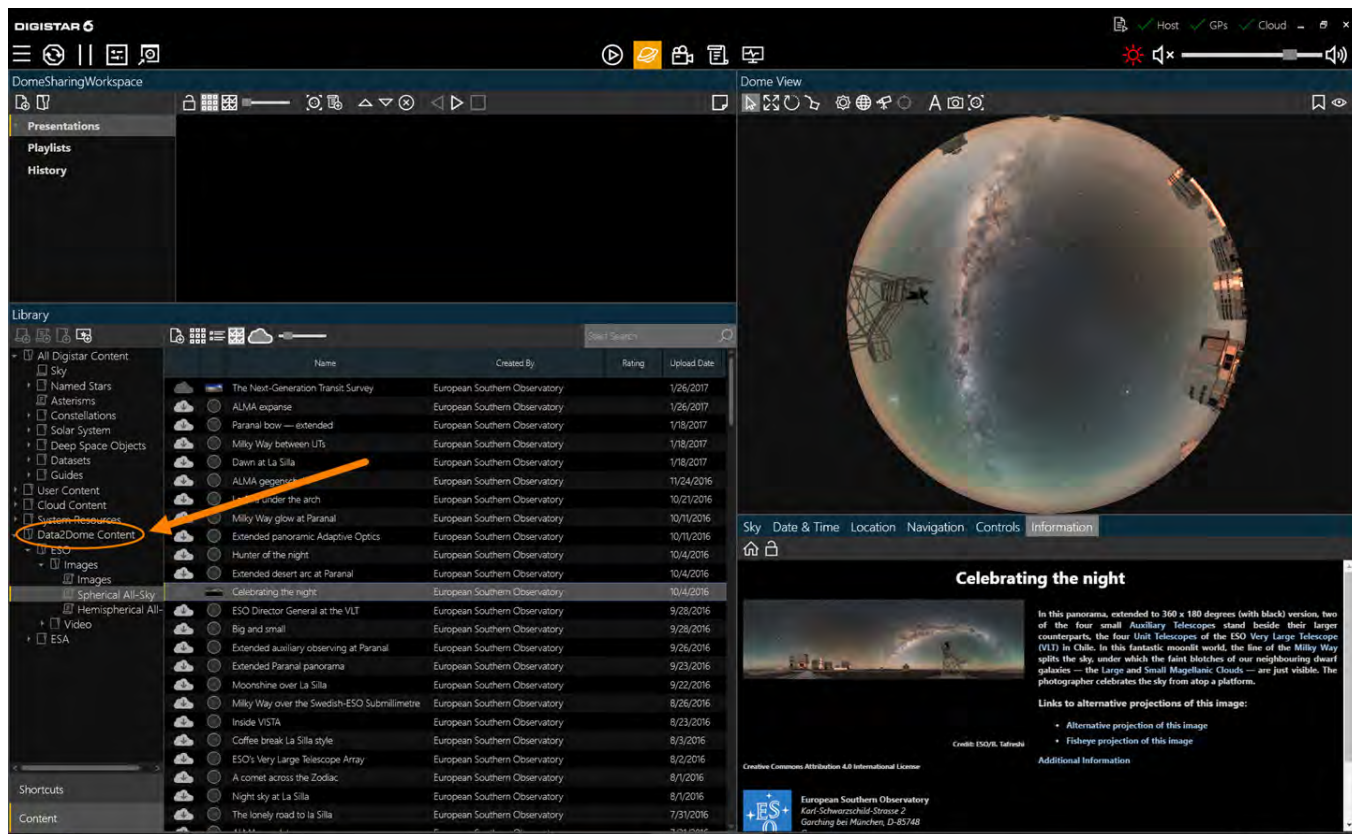 DIGISTAR 6
Host
GPs
Cloud
DomeSharingWorkspace
Presentations
Playlists
History
Dome View
A
Library
Start Search
All Digistar Content
Sky
Named Stars
Asterisms
Constellations
Solar System
Deep Space Objects
Datasets
Guides
User Content
Cloud Content
System Resources
Data2Dome Content
ESO
Images
Images
Spherical All-Sky
Hemispherical All-
Video
ESA
Shortcuts
Content
Name Created By Rating Upload Date
The Next-Generation Transit Survey European Southern Observatory 1/26/2017
ALMA expanse European Southern Observatory 1/26/2017
Paranal bow — extended European Southern Observatory 1/18/2017
Milky Way between UTs European Southern Observatory 1/18/2017
Dawn at La Silla European Southern Observatory 1/18/2017
ALMA European Southern Observatory 11/24/2016
under the arch European Southern Observatory 10/21/2016
Milky Way glow at Paranal European Southern Observatory 10/11/2016
Extended panoramic Adaptive Optics European Southern Observatory 10/11/2016
Hunter of the night European Southern Observatory 10/4/2016
Extended desert arc at Paranal European Southern Observatory 10/4/2016
Celebrating the night European Southern Observatory 10/4/2016
ESO Director General at the VLT European Southern Observatory 9/28/2016
Big and small European Southern Observatory 9/28/2016
Extended auxiliary observing at Paranal European Southern Observatory 9/26/2016
Extended Paranal panorama European Southern Observatory 9/23/2016
Moonshine over La Silla European Southern Observatory 9/22/2016
Milky Way over the Swedish-ESO Submillimetre European Southern Observatory 8/26/2016
Inside VISTA European Southern Observatory 8/23/2016
Coffee break La Silla style European Southern Observatory 8/3/2016
ESO's Very Large Telescope Array European Southern Observatory 8/2/2016
A comet across the Zodiac European Southern Observatory 8/1/2016
Night sky at La Silla European Southern Observatory 8/1/2016
The lonely road to la Silla European Southern Observatory 7/31/2016
Sky Date & Time Location Navigation Controls Information
Celebrating the night
In this panorama, extended to 360 x 180 degrees (with black) version, two
of the four small Auxiliary Telescopes stand beside their larger
counterparts, the four Unit Telescopes of the ESO Very Large Telescope
(VLT) in Chile. In this fantastic moonlit world, the line of the Milky Way
splits the sky, under which the faint blotches of our neighbouring dwarf
galaxies — the Large and Small Magellanic Clouds — are just visible. The
photographer celebrates the sky from atop a platform.
Links to alternative projections of this image:
• Alternative projection of this image
• Fisheye projection of this image
Additional Information
Credit: ESO/B. Tafreshi
Creative Commons Attribution 4.0 International License
ESO
European Southern Observatory
Karl-Schwarzschild-Strasse 2
Garching bei München, D-85748